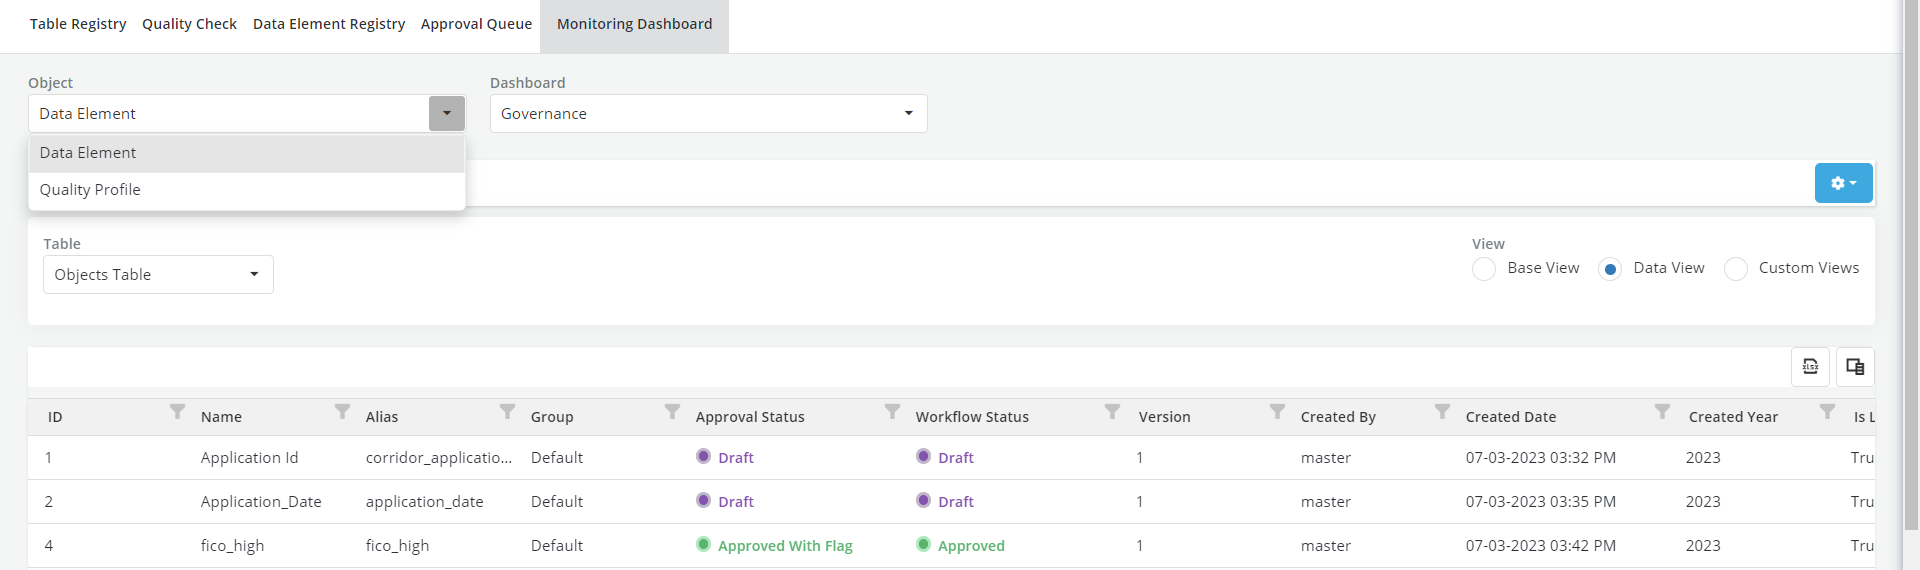 Table Registry Quality Check Data Element Registry Approval Queue Monitoring Dashboard
Object Dashboard
Data Element Governance
Data Element
Quality Profile
Table View
Objects Table Base View Data View Custom Views
xlsx
ID Name Alias Group Approval Status Workflow Status Version Created By Created Date Created Year Is L
1 Application Id corridor_applicatio... Default Draft Draft 1 master 07-03-2023 03:32 PM 2023 Tru
2 Application_Date application_date Default Draft Draft 1 master 07-03-2023 03:35 PM 2023 Tru
4 fico_high fico_high Default Approved With Flag Approved 1 master 07-03-2023 03:42 PM 2023 Tru